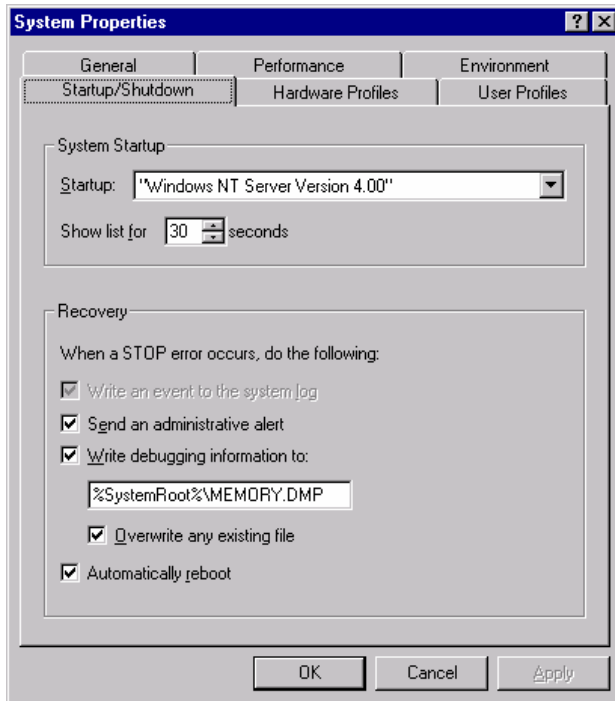 System Properties
General Performance Environment
Startup/Shutdown Hardware Profiles User Profiles
System Startup
Startup: "Windows NT Server Version 4.00"
Show list for 30 seconds
Recovery
When a STOP error occurs, do the following:
Write an event to the system log
Send an administrative alert
Write debugging information to:
%SystemRoot%\MEMORY.DMP
Overwrite any existing file
Automatically reboot
OK Cancel Apply